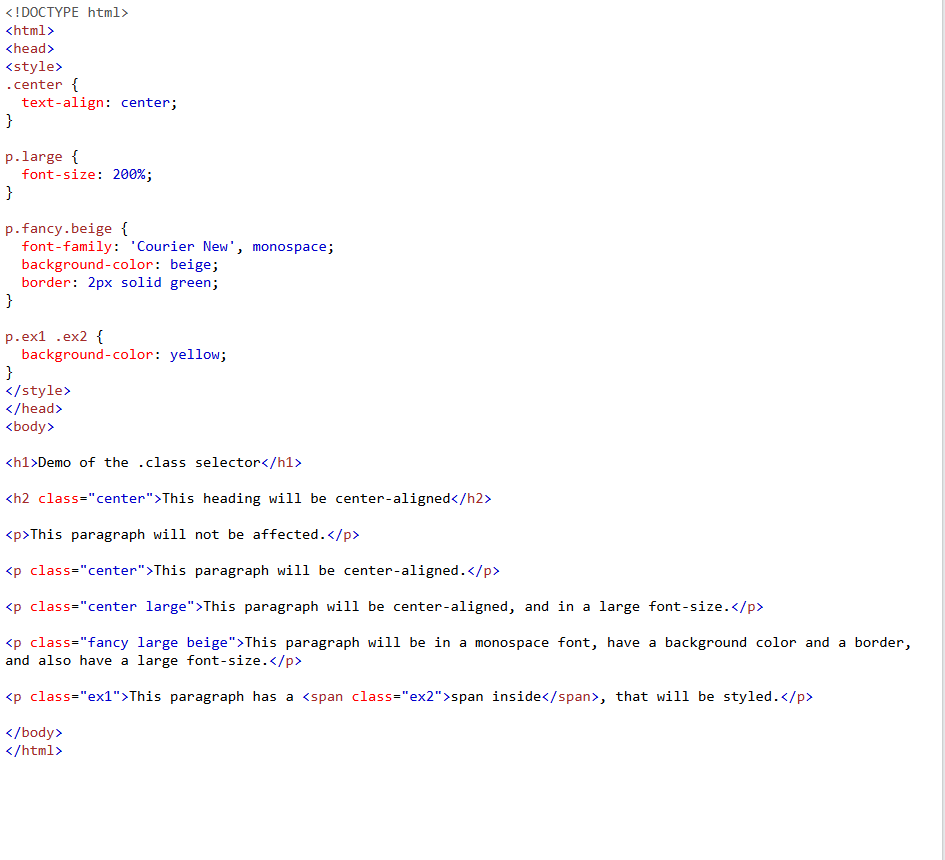 <!DOCTYPE html>
<html>
<head>
<style>
.center {
  text-align: center;
}

p.large {
  font-size: 200%;
}

p.fancy.beige {
  font-family: 'Courier New', monospace;
  background-color: beige;
  border: 2px solid green;
}

p.ex1 .ex2 {
  background-color: yellow;
}
</style>
</head>
<body>

<h1>Demo of the .class selector</h1>

<h2 class="center">This heading will be center-aligned</h2>

<p>This paragraph will not be affected.</p>

<p class="center">This paragraph will be center-aligned.</p>

<p class="center large">This paragraph will be center-aligned, and in a large font-size.</p>

<p class="fancy large beige">This paragraph will be in a monospace font, have a background color and a border,
and also have a large font-size.</p>

<p class="ex1">This paragraph has a <span class="ex2">span inside</span>, that will be styled.</p>

</body>
</html>